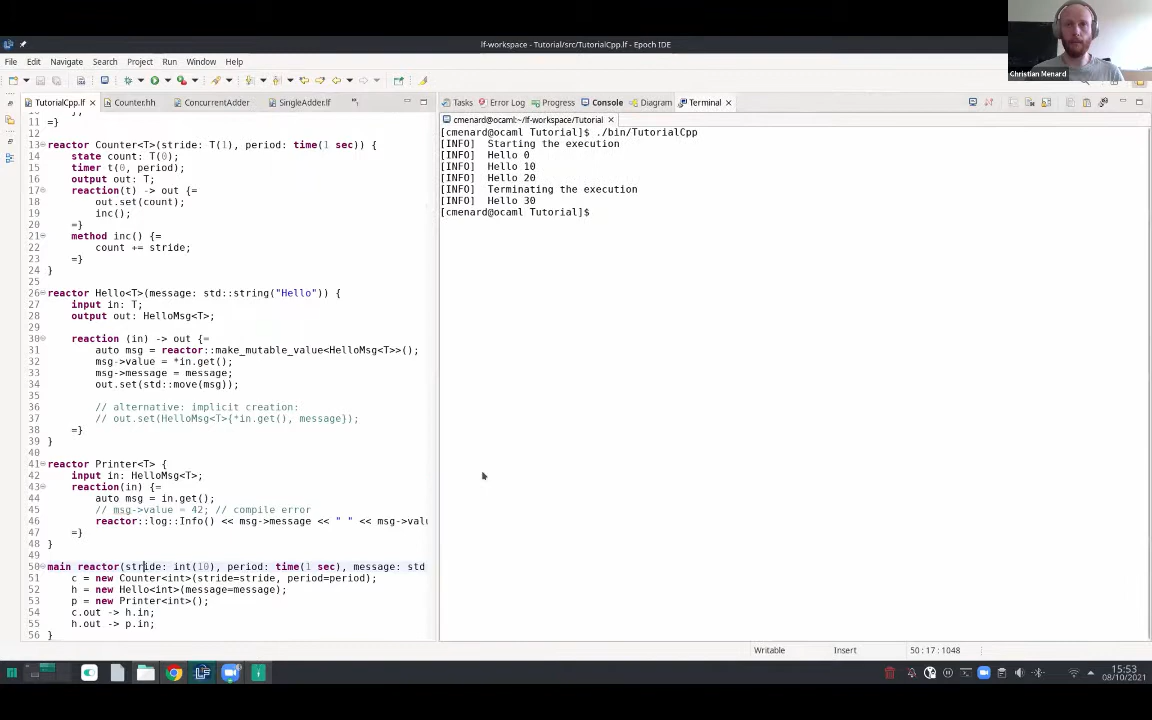 Christian Menard
lf-workspace - Tutorial/src/TutorialCpp.lf - Epoch IDE
File Edit Navigate Search Project Run Window Help
TutorialCpp.lf Counter.hh ConcurrentAdder SingleAdder.lf
Tasks Error Log Progress Console Diagram Terminal
cmenard@ocaml:~/lf-workspace/Tutorial
11 =}
12
13 reactor Counter<T>(stride: T(1), period: time(1 sec)) {
14 state count: T(0);
15 timer t(0, period);
16 output out: T;
17 reaction(t) -> out {=
18 out.set(count);
19 inc();
20 =}
21 method inc() {=
22 count += stride;
23 =}
24 }
25
26 reactor Hello<T>(message: std::string("Hello")) {
27 input in: T;
28 output out: HelloMsg<T>;
29
30 reaction (in) -> out {=
31 auto msg = reactor::make_mutable_value<HelloMsg<T>>();
32 msg->value = *in.get();
33 msg->message = message;
34 out.set(std::move(msg));
35
36 // alternative: implicit creation:
37 // out.set(HelloMsg<T>{*in.get(), message});
38 =}
39 }
40
41 reactor Printer<T> {
42 input in: HelloMsg<T>;
43 reaction(in) {=
44 auto msg = in.get();
45 // msg->value = 42; // compile error
46 reactor::log::Info() << msg->message << " " << msg->valu
47 =}
48 }
49
50 main reactor(stride: int(10), period: time(1 sec), message: std
51 c = new Counter<int>(stride=stride, period=period);
52 h = new Hello<int>(message=message);
53 p = new Printer<int>();
54 c.out -> h.in;
55 h.out -> p.in;
56 }
[cmenard@ocaml Tutorial]$ ./bin/TutorialCpp
[INFO] Starting the execution
[INFO] Hello 0
[INFO] Hello 10
[INFO] Hello 20
[INFO] Terminating the execution
[INFO] Hello 30
[cmenard@ocaml Tutorial]$
Writable Insert 50 : 17 : 1048
15:53
08/10/2021